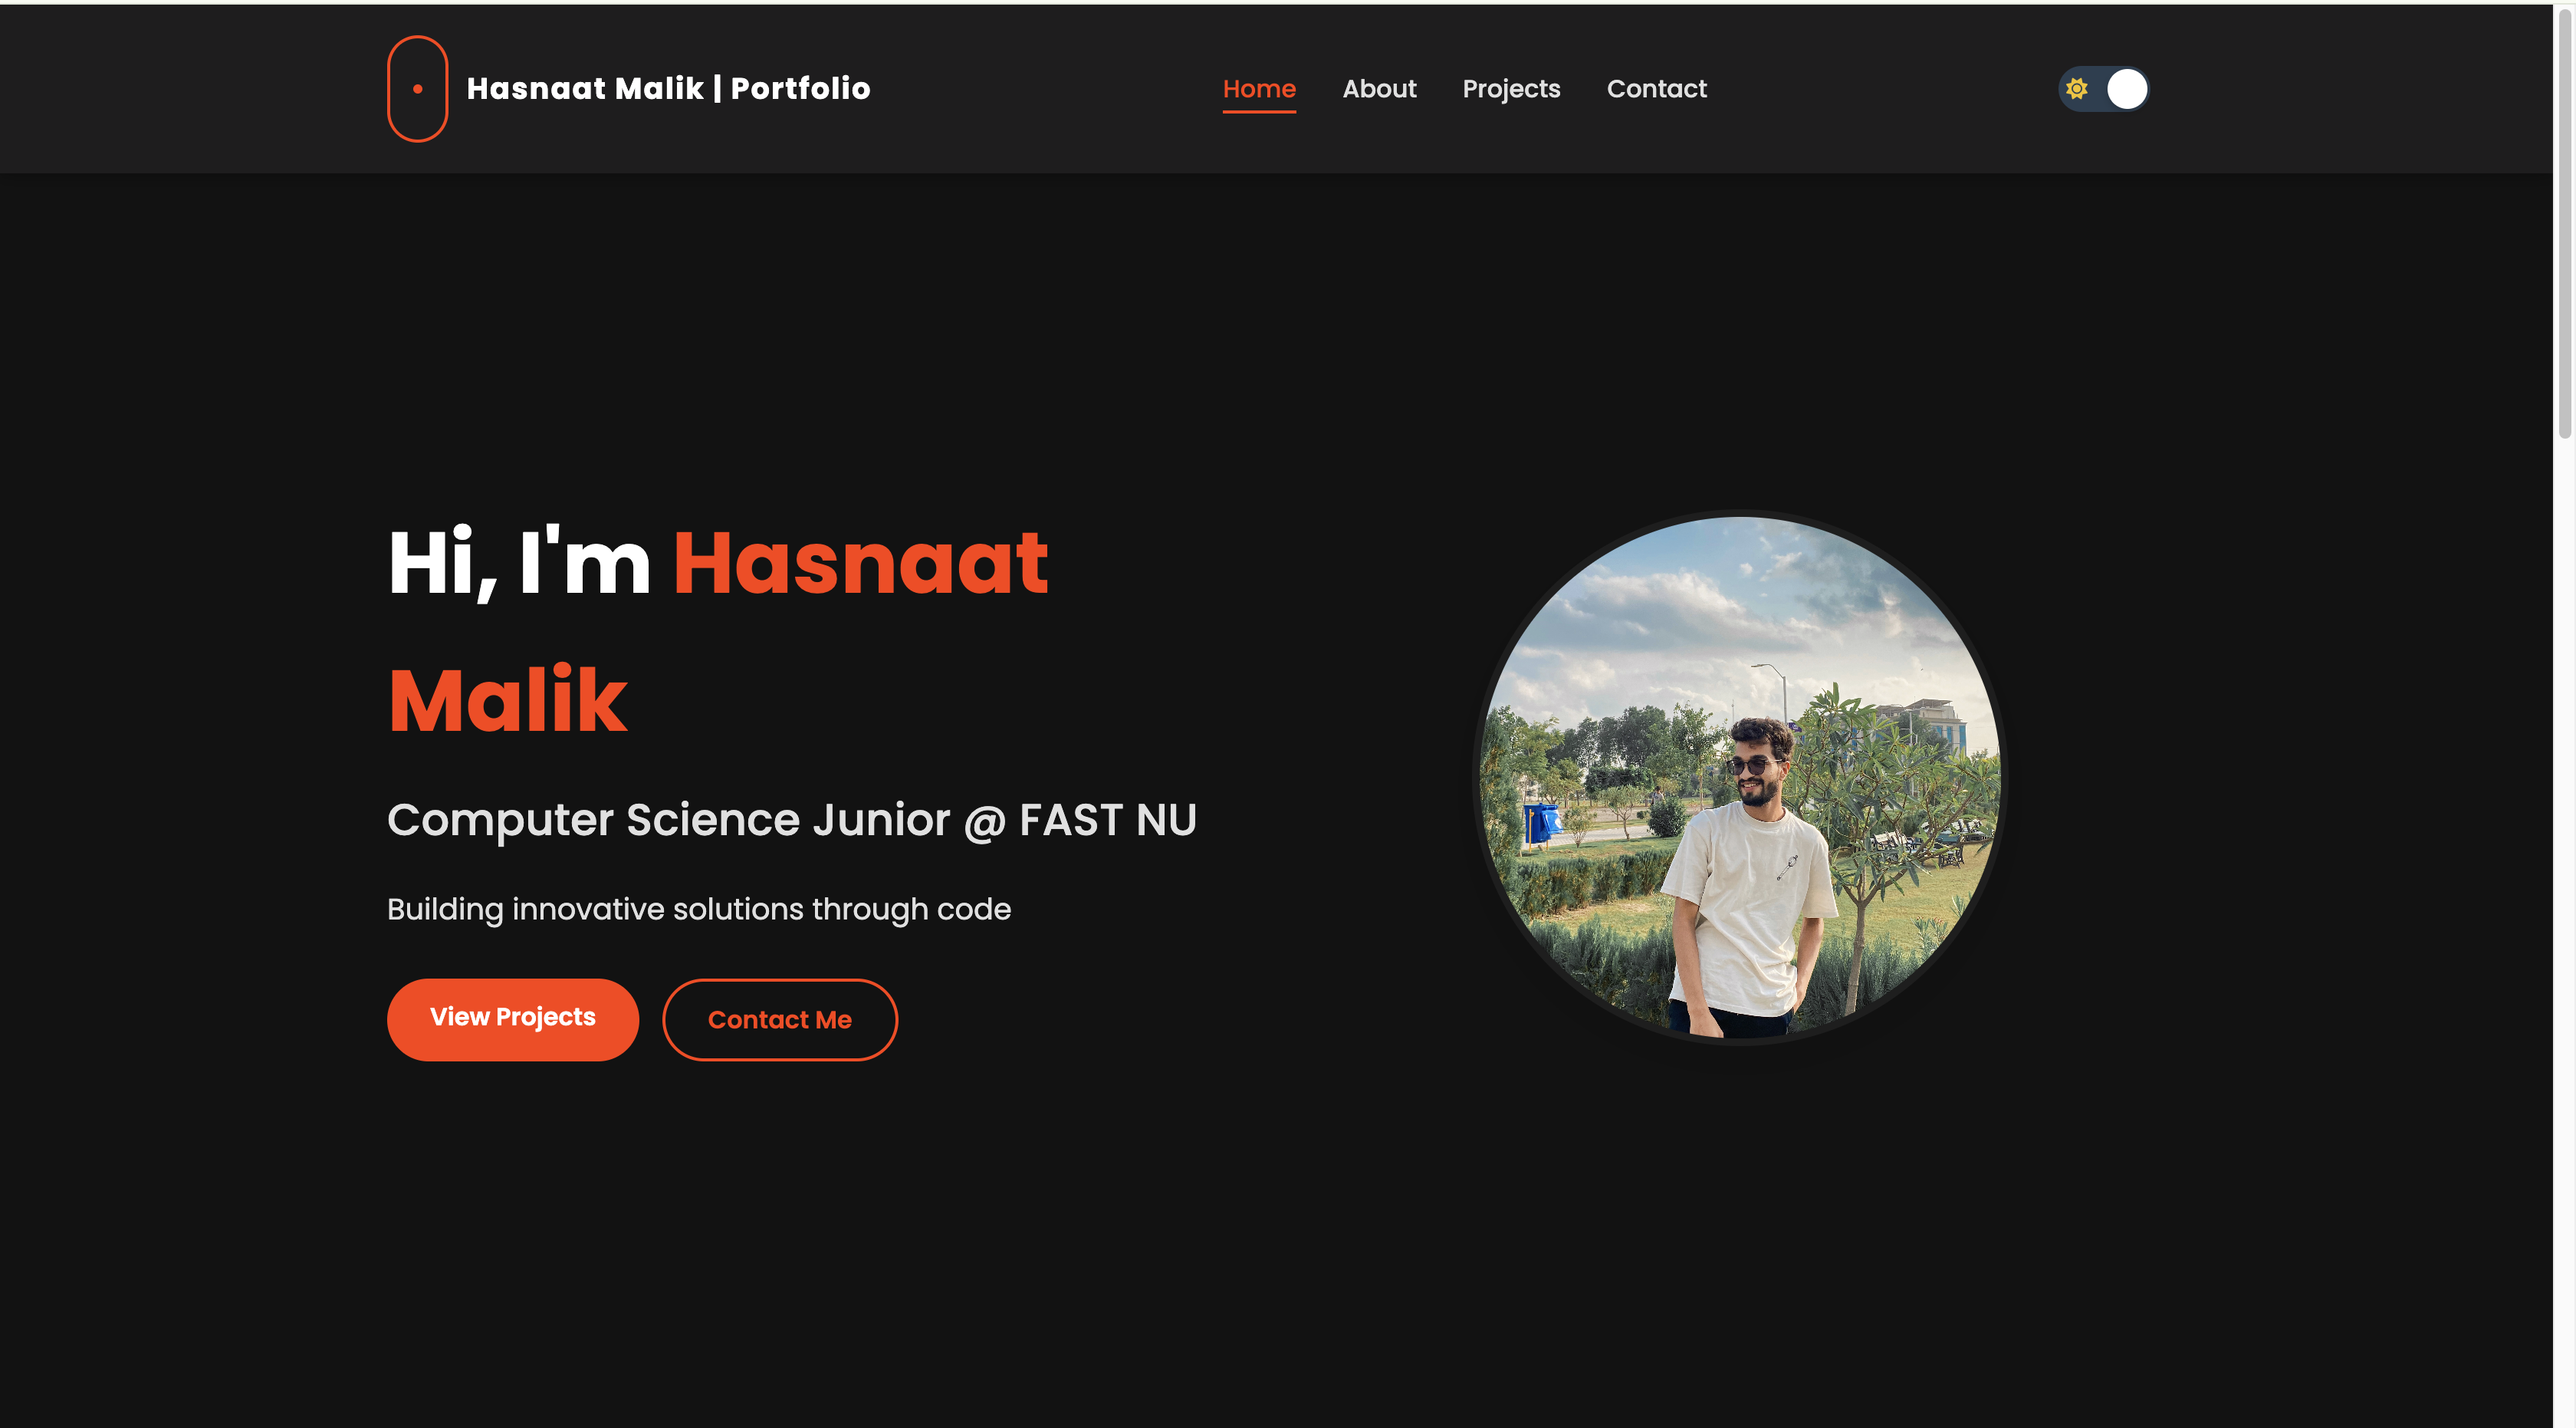 Hasnaat Malik | Portfolio
Home
About
Projects
Contact
Hi, I'm Hasnaat
Malik
Computer Science Junior @ FAST NU
Building innovative solutions through code
View Projects
Contact Me